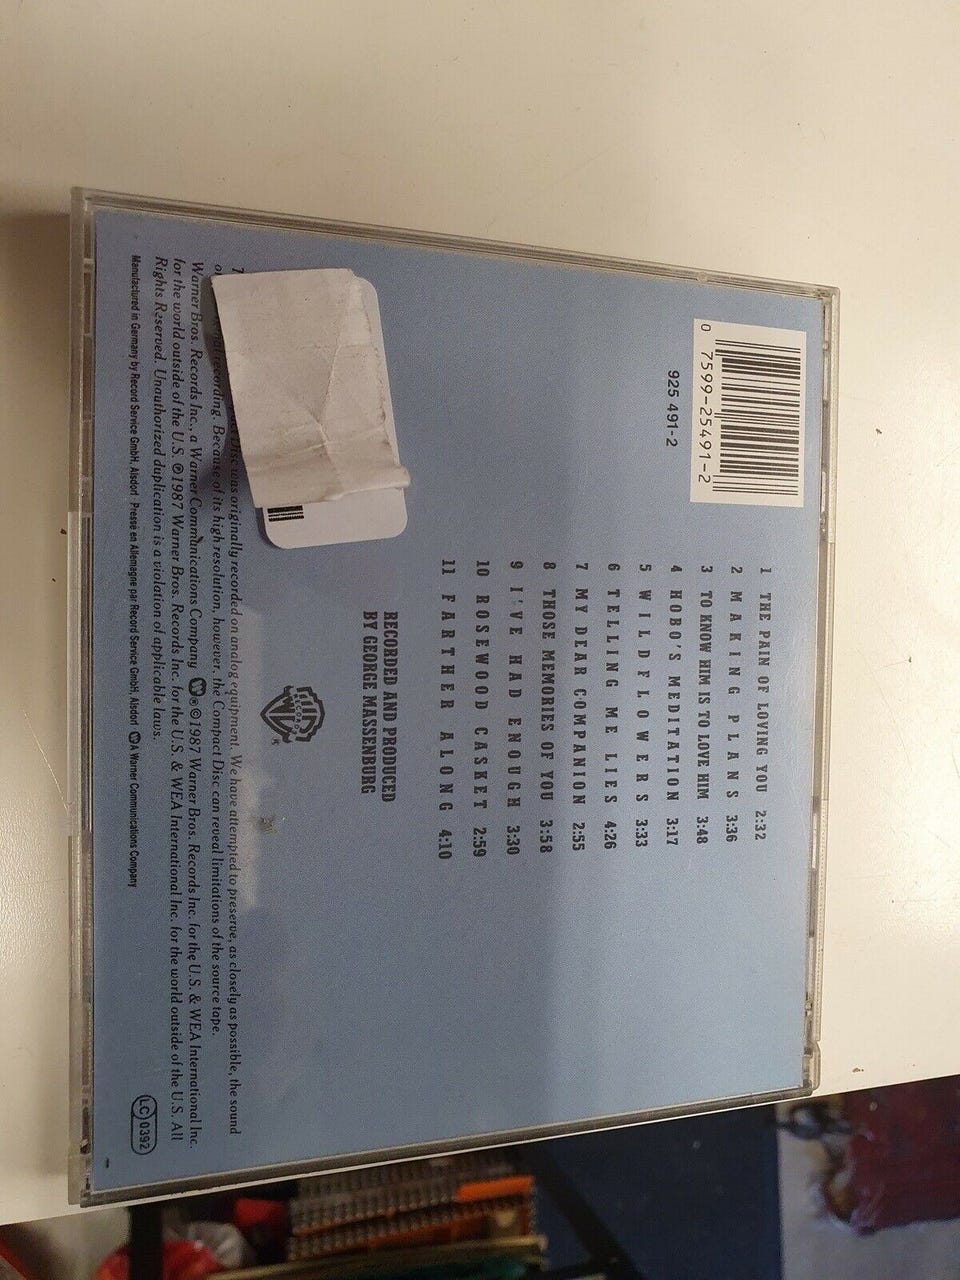 0 7599-25491-2
925 491-2
1 THE PAIN OF LOVING YOU 2:32
2 MAKING PLANS 3:36
3 TO KNOW HIM IS TO LOVE HIM 3:48
4 HOBO'S MEDITATION 3:17
5 WILDFLOWERS 3:33
6 TELLING ME LIES 4:26
7 MY DEAR COMPANION 2:55
8 THOSE MEMORIES OF YOU 3:58
9 I'VE HAD ENOUGH 3:30
10 ROSEWOOD CASKET 2:59
11 FARTHER ALONG 4:10
RECORDED AND PRODUCED
BY GEORGE MASSENBURG
Disc was originally recorded on analog equipment. We have attempted to preserve, as closely as possible, the sound
recording. Because of its high resolution, however, the Compact Disc can reveal limitations of the source tape.
Warner Bros. Records Inc., a Warner Communications Company ®©1987 Warner Bros. Records Inc. for the U.S. & WEA International Inc.
for the world outside of the U.S. ℗1987 Warner Bros. Records Inc. for the U.S. & WEA International Inc. for the world outside of the U.S. All
Rights Reserved. Unauthorized duplication is a violation of applicable laws.
Manufactured in Germany by Record Service GmbH, Alsdorf Pressé en Allemagne par Record Service GmbH, Alsdorf A Warner Communications Company
LC 0392